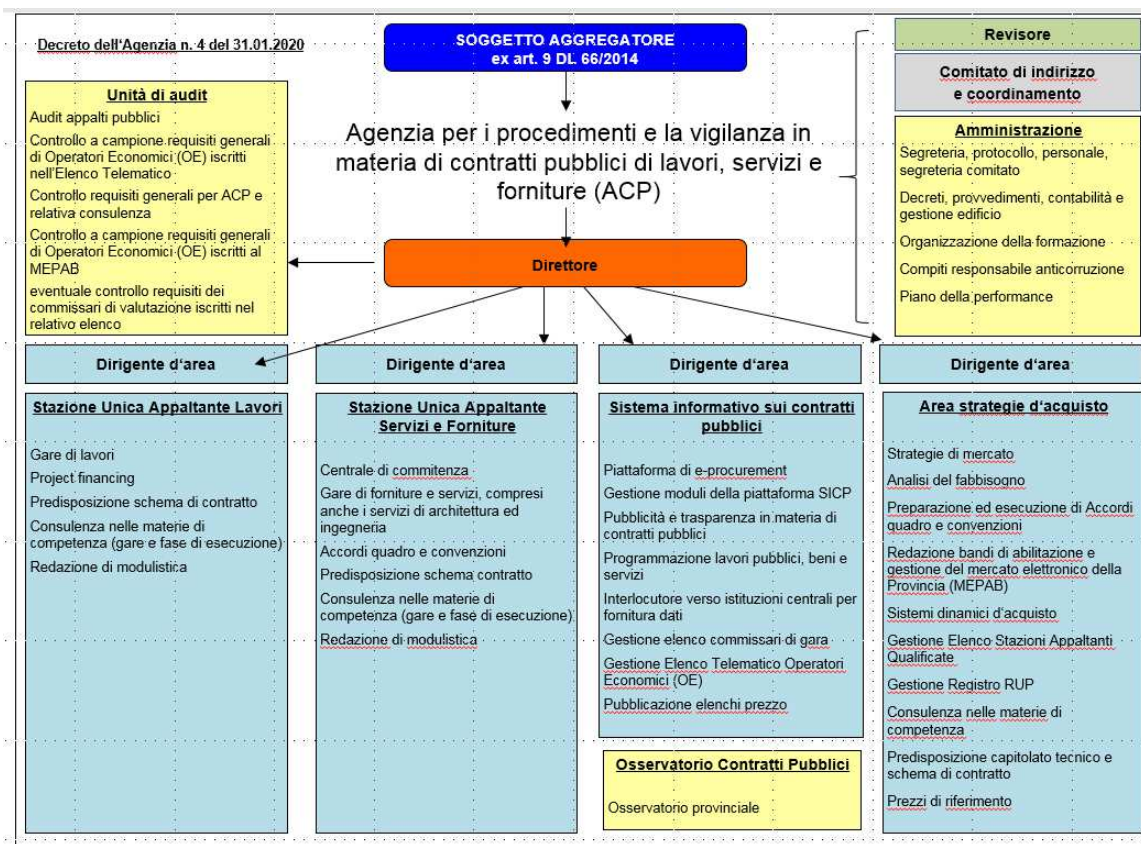 Decreto dell'Agenzia n. 4 del 31.01.2020
SOGGETTO AGGREGATORE
ex art. 9 DL 66/2014
Revisore
Comitato di indirizzo
e coordinamento
Unità di audit
Audit appalti pubblici
Controllo a campione requisiti generali
di Operatori Economici (OE) iscritti
nell'Elenco Telematico
Controllo requisiti generali per ACP e
relativa consulenza
Controllo a campione requisiti generali
di Operatori Economici (OE) iscritti al
MEPAB
eventuale controllo requisiti dei
commissari di valutazione iscritti nel
relativo elenco
Agenzia per i procedimenti e la vigilanza in
materia di contratti pubblici di lavori, servizi e
forniture (ACP)
Direttore
Amministrazione
Segreteria, protocollo, personale,
segreteria comitato
Decreti, provvedimenti, contabilità e
gestione edificio
Organizzazione della formazione
Compiti responsabile anticorruzione
Piano della performance
Dirigente d'area
Stazione Unica Appaltante Lavori
Gare di lavori
Project financing
Predisposizione schema di contratto
Consulenza nelle materie di
competenza (gare e fase di esecuzione)
Redazione di modulistica
Dirigente d'area
Stazione Unica Appaltante
Servizi e Forniture
Centrale di commitenza
Gare di forniture e servizi, compresi
anche i servizi di architettura ed
ingegneria
Accordi quadro e convenzioni
Predisposizione schema contratto
Consulenza nelle materie di
competenza (gare e fase di esecuzione)
Redazione di modulistica
Dirigente d'area
Sistema informativo sui contratti
pubblici
Piattaforma di e-procurement
Gestione moduli della piattaforma SICP
Pubblicità e trasparenza in materia di
contratti pubblici
Programmazione lavori pubblici, beni e
servizi
Interlocutore verso istituzioni centrali per
fornitura dati
Gestione elenco commissari di gara
Gestione Elenco Telematico Operatori
Economici (OE)
Pubblicazione elenchi prezzo
Osservatorio Contratti Pubblici
Osservatorio provinciale
Dirigente d'area
Area strategie d'acquisto
Strategie di mercato
Analisi del fabbisogno
Preparazione ed esecuzione di Accordi
quadro e convenzioni
Redazione bandi di abilitazione e
gestione del mercato elettronico della
Provincia (MEPAB)
Sistemi dinamici d'acquisto
Gestione Elenco Stazioni Appaltanti
Qualificate
Gestione Registro RUP
Consulenza nelle materie di
competenza
Predisposizione capitolato tecnico e
schema di contratto
Prezzi di riferimento